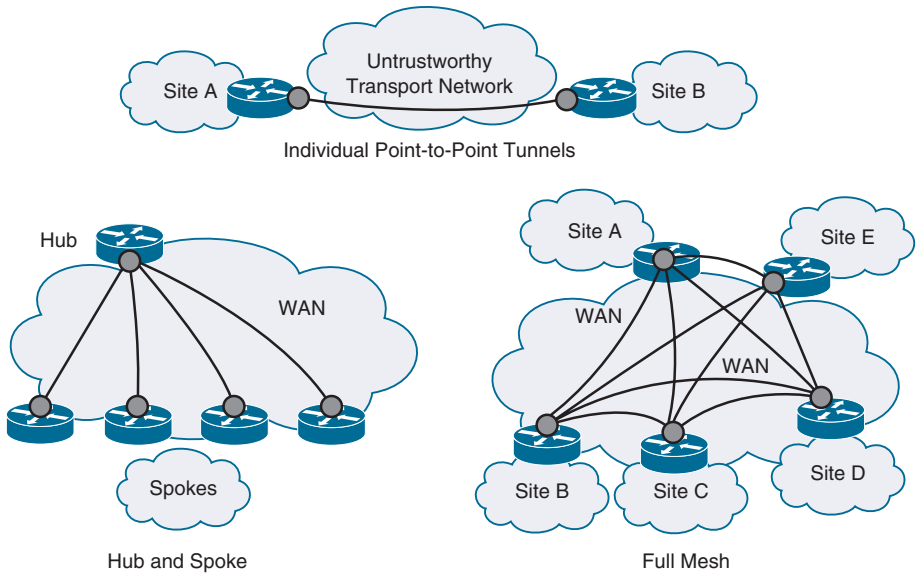 Untrustworthy
Transport Network
Site A
Site B
Individual Point-to-Point Tunnels
Hub
WAN
Spokes
Hub and Spoke
Site A
Site E
WAN
WAN
Site B
Site C
Site D
Full Mesh